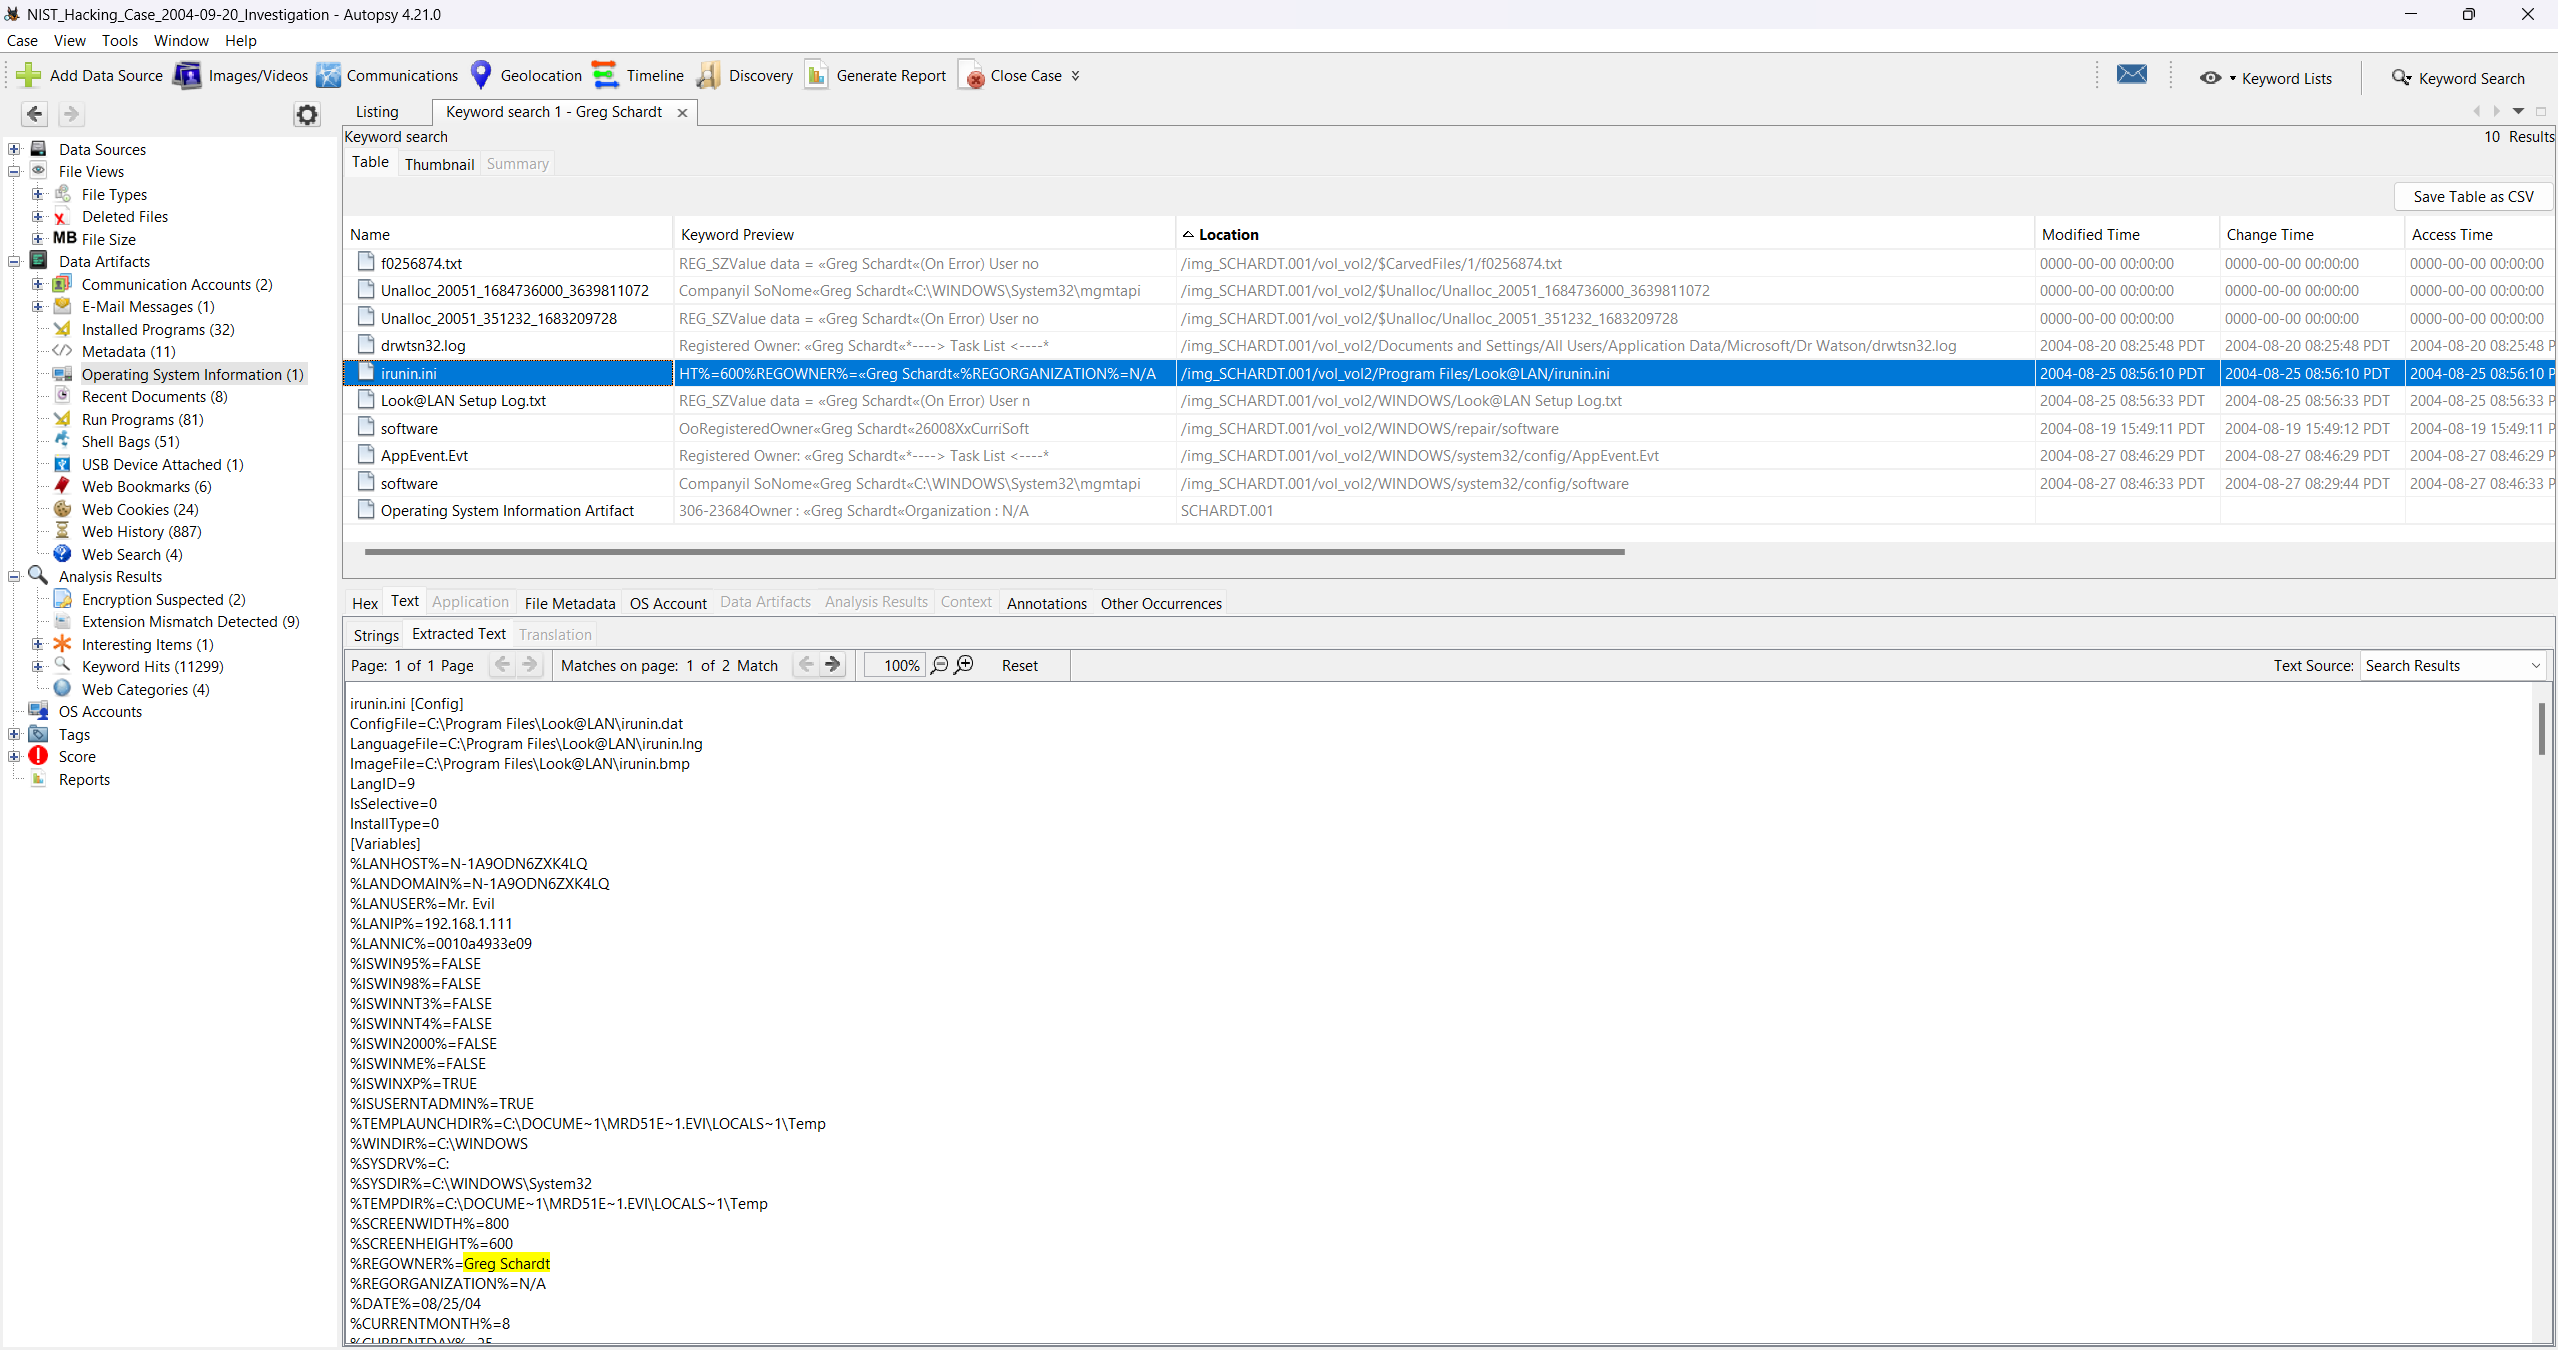 NIST_Hacking_Case_2004-09-20_Investigation - Autopsy 4.21.0
Case View Tools Window Help
Add Data Source Images/Videos Communications Geolocation Timeline Discovery Generate Report Close Case Keyword Lists Keyword Search
Listing Keyword search 1 - Greg Schardt
Keyword search 10 Results
Table Thumbnail Summary
Save Table as CSV
Data Sources
File Views
File Types
Deleted Files
MB File Size
Data Artifacts
Communication Accounts (2)
E-Mail Messages (1)
Installed Programs (32)
Metadata (11)
Operating System Information (1)
Recent Documents (8)
Run Programs (81)
Shell Bags (51)
USB Device Attached (1)
Web Bookmarks (6)
Web Cookies (24)
Web History (887)
Web Search (4)
Analysis Results
Encryption Suspected (2)
Extension Mismatch Detected (9)
Interesting Items (1)
Keyword Hits (11299)
Web Categories (4)
OS Accounts
Tags
Score
Reports
Name Keyword Preview Location Modified Time Change Time Access Time
f0256874.txt REG_SZValue data = «Greg Schardt«(On Error) User no /img_SCHARDT.001/vol_vol2/$CarvedFiles/1/f0256874.txt 0000-00-00 00:00:00 0000-00-00 00:00:00 0000-00-00 00:00:00
Unalloc_20051_1684736000_3639811072 Companyil SoNome«Greg Schardt«C:\WINDOWS\System32\mgmtapi /img_SCHARDT.001/vol_vol2/$Unalloc/Unalloc_20051_1684736000_3639811072 0000-00-00 00:00:00 0000-00-00 00:00:00 0000-00-00 00:00:00
Unalloc_20051_351232_1683209728 REG_SZValue data = «Greg Schardt«(On Error) User no /img_SCHARDT.001/vol_vol2/$Unalloc/Unalloc_20051_351232_1683209728 0000-00-00 00:00:00 0000-00-00 00:00:00 0000-00-00 00:00:00
drwtsn32.log Registered Owner: «Greg Schardt«*----> Task List <----* /img_SCHARDT.001/vol_vol2/Documents and Settings/All Users/Application Data/Microsoft/Dr Watson/drwtsn32.log 2004-08-20 08:25:48 PDT 2004-08-20 08:25:48 PDT 2004-08-20 08:25:48 P
irunin.ini HT%=600%REGOWNER%=«Greg Schardt«%REGORGANIZATION%=N/A /img_SCHARDT.001/vol_vol2/Program Files/Look@LAN/irunin.ini 2004-08-25 08:56:10 PDT 2004-08-25 08:56:10 PDT 2004-08-25 08:56:10 P
Look@LAN Setup Log.txt REG_SZValue data = «Greg Schardt«(On Error) User n /img_SCHARDT.001/vol_vol2/WINDOWS/Look@LAN Setup Log.txt 2004-08-25 08:56:33 PDT 2004-08-25 08:56:33 PDT 2004-08-25 08:56:33 P
software OoRegisteredOwner«Greg Schardt«26008XxCurriSoft /img_SCHARDT.001/vol_vol2/WINDOWS/repair/software 2004-08-19 15:49:11 PDT 2004-08-19 15:49:12 PDT 2004-08-19 15:49:11 P
AppEvent.Evt Registered Owner: «Greg Schardt«*----> Task List <----* /img_SCHARDT.001/vol_vol2/WINDOWS/system32/config/AppEvent.Evt 2004-08-27 08:46:29 PDT 2004-08-27 08:46:29 PDT 2004-08-27 08:46:29 P
software Companyil SoNome«Greg Schardt«C:\WINDOWS\System32\mgmtapi /img_SCHARDT.001/vol_vol2/WINDOWS/system32/config/software 2004-08-27 08:46:33 PDT 2004-08-27 08:29:44 PDT 2004-08-27 08:46:33 P
Operating System Information Artifact 306-23684Owner : «Greg Schardt«Organization : N/A SCHARDT.001
Hex Text Application File Metadata OS Account Data Artifacts Analysis Results Context Annotations Other Occurrences
Strings Extracted Text Translation
Page: 1 of 1 Page Matches on page: 1 of 2 Match 100% Reset Text Source: Search Results
irunin.ini [Config]
ConfigFile=C:\Program Files\Look@LAN\irunin.dat
LanguageFile=C:\Program Files\Look@LAN\irunin.lng
ImageFile=C:\Program Files\Look@LAN\irunin.bmp
LangID=9
IsSelective=0
InstallType=0
[Variables]
%LANHOST%=N-1A9ODN6ZXK4LQ
%LANDOMAIN%=N-1A9ODN6ZXK4LQ
%LANUSER%=Mr. Evil
%LANIP%=192.168.1.111
%LANNIC%=0010a4933e09
%ISWIN95%=FALSE
%ISWIN98%=FALSE
%ISWINNT3%=FALSE
%ISWINNT4%=FALSE
%ISWIN2000%=FALSE
%ISWINME%=FALSE
%ISWINXP%=TRUE
%ISUSERNTADMIN%=TRUE
%TEMPLAUNCHDIR%=C:\DOCUME~1\MRD51E~1.EVI\LOCALS~1\Temp
%WINDIR%=C:\WINDOWS
%SYSDRV%=C:
%SYSDIR%=C:\WINDOWS\System32
%TEMPDIR%=C:\DOCUME~1\MRD51E~1.EVI\LOCALS~1\Temp
%SCREENWIDTH%=800
%SCREENHEIGHT%=600
%REGOWNER%=Greg Schardt
%REGORGANIZATION%=N/A
%DATE%=08/25/04
%CURRENTMONTH%=8
%CURRENTDAY%=25